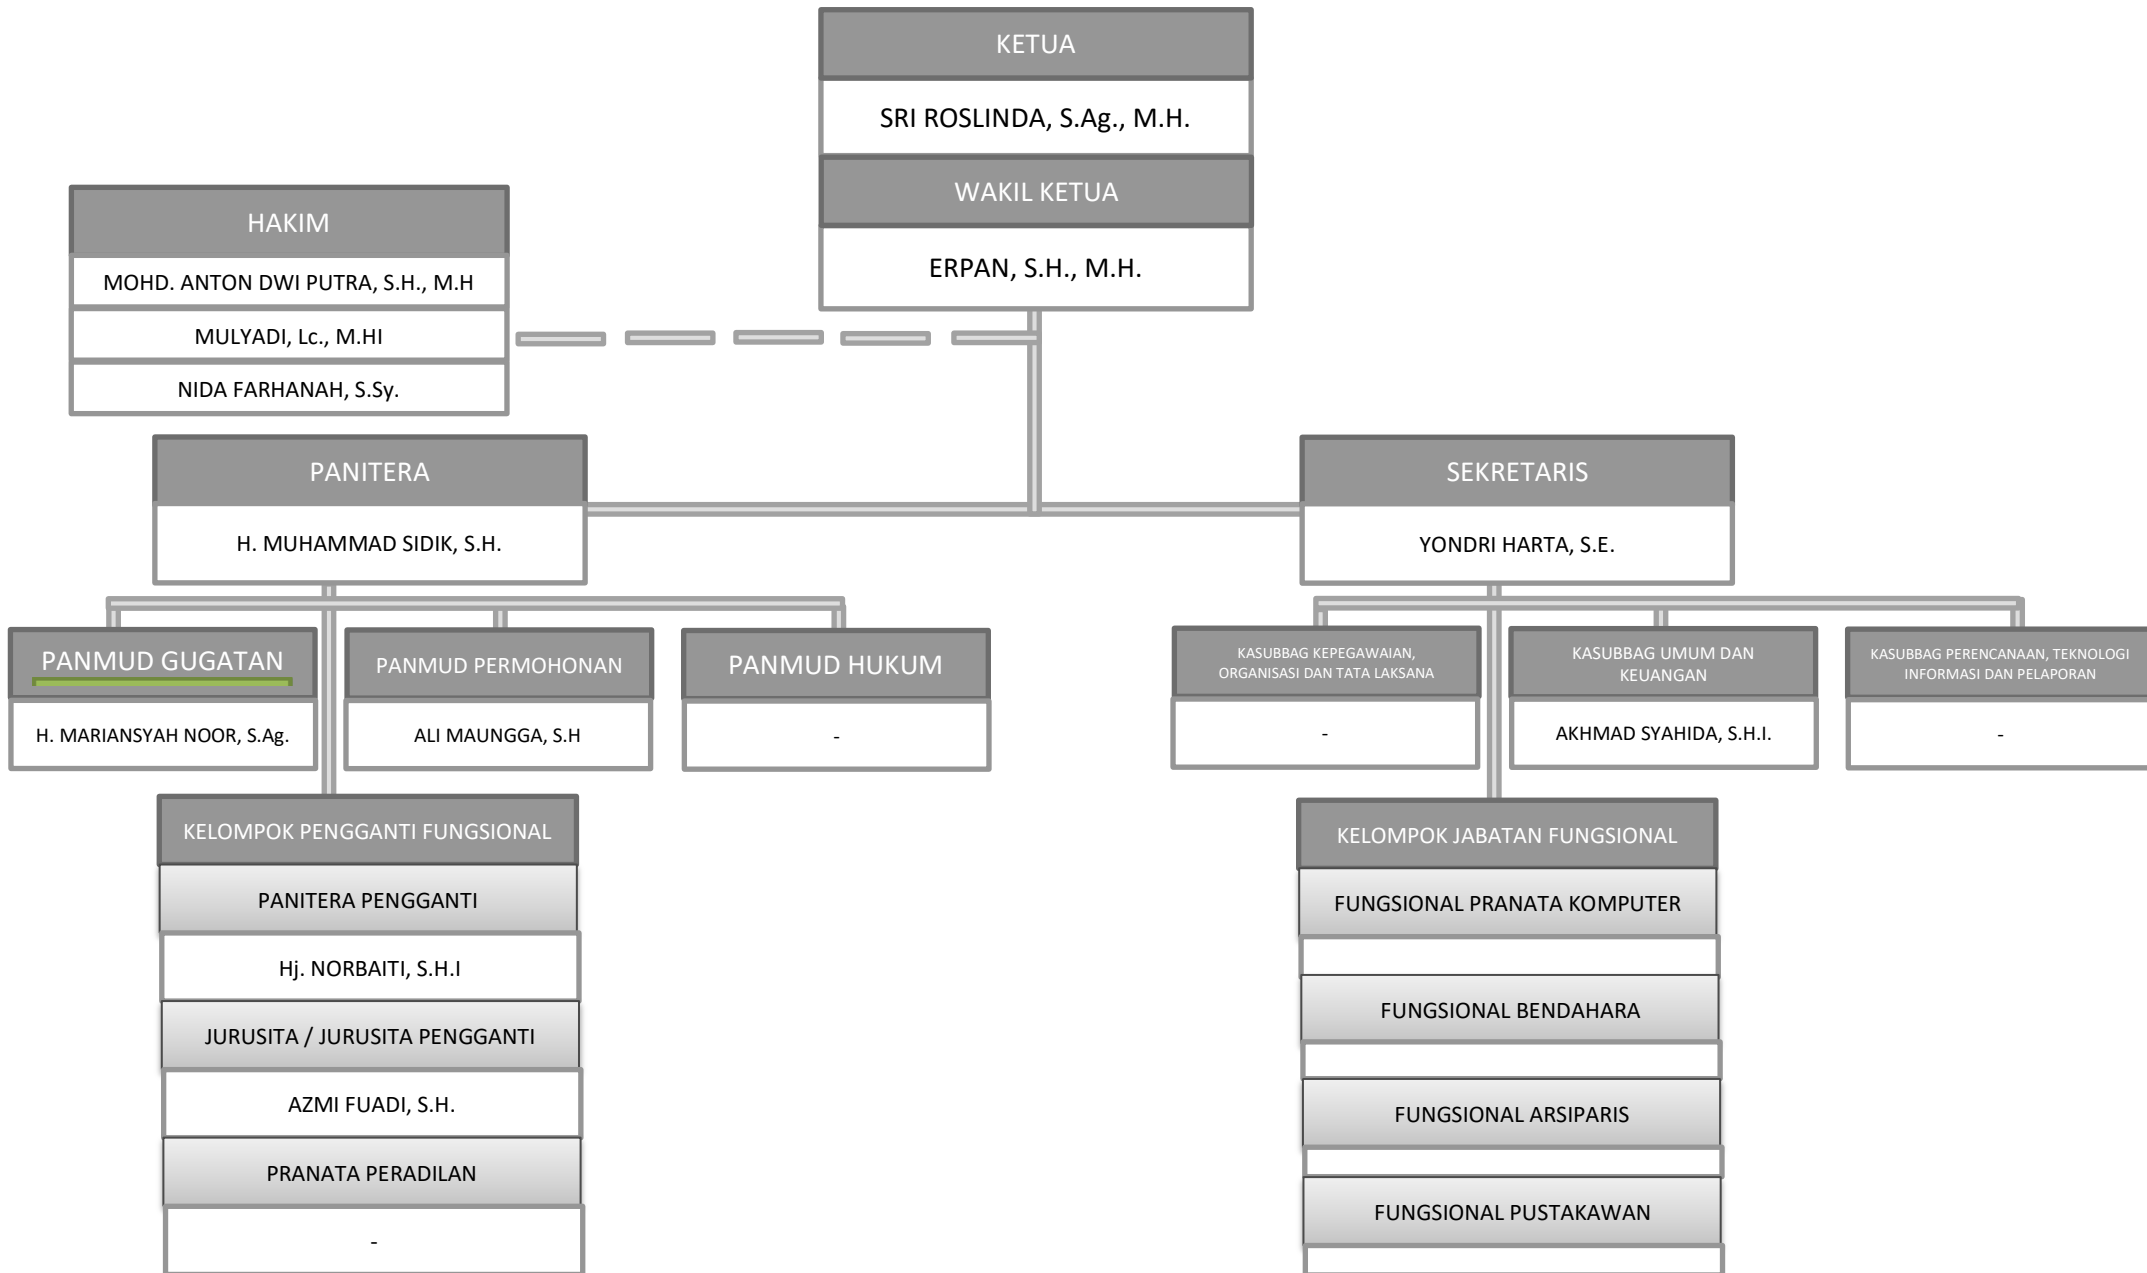 KETUA
SRI ROSLINDA, S.Ag., M.H.
WAKIL KETUA
ERPAN, S.H., M.H.
HAKIM
MOHD. ANTON DWI PUTRA, S.H., M.H
MULYADI, Lc., M.HI
NIDA FARHANAH, S.Sy.
PANITERA
H. MUHAMMAD SIDIK, S.H.
SEKRETARIS
YONDRI HARTA, S.E.
PANMUD GUGATAN
H. MARIANSYAH NOOR, S.Ag.
PANMUD PERMOHONAN
ALI MAUNGGA, S.H
PANMUD HUKUM
-
KASUBBAG KEPEGAWAIAN,
ORGANISASI DAN TATA LAKSANA
-
KASUBBAG UMUM DAN
KEUANGAN
AKHMAD SYAHIDA, S.H.I.
KASUBBAG PERENCANAAN, TEKNOLOGI
INFORMASI DAN PELAPORAN
-
KELOMPOK PENGGANTI FUNGSIONAL
PANITERA PENGGANTI
Hj. NORBAITI, S.H.I
JURUSITA / JURUSITA PENGGANTI
AZMI FUADI, S.H.
PRANATA PERADILAN
-
KELOMPOK JABATAN FUNGSIONAL
FUNGSIONAL PRANATA KOMPUTER
FUNGSIONAL BENDAHARA
FUNGSIONAL ARSIPARIS
FUNGSIONAL PUSTAKAWAN